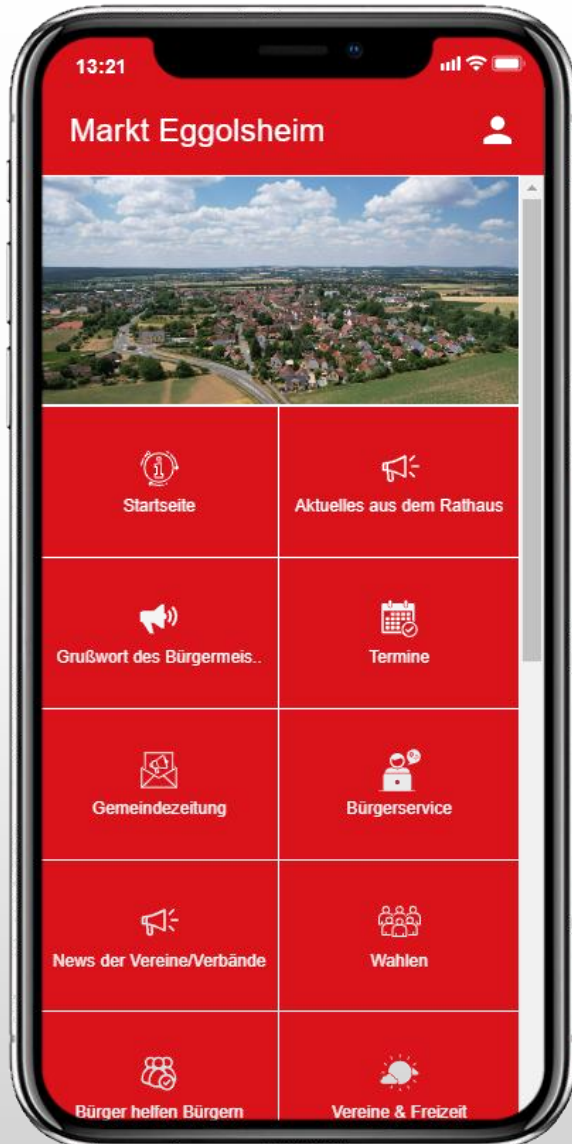 13:21
Markt Eggolsheim
Startseite
Aktuelles aus dem Rathaus
Grußwort des Bürgermeis..
Termine
Gemeindezeitung
Bürgerservice
News der Vereine/Verbände
Wahlen
Bürger helfen Bürgern
Vereine & Freizeit